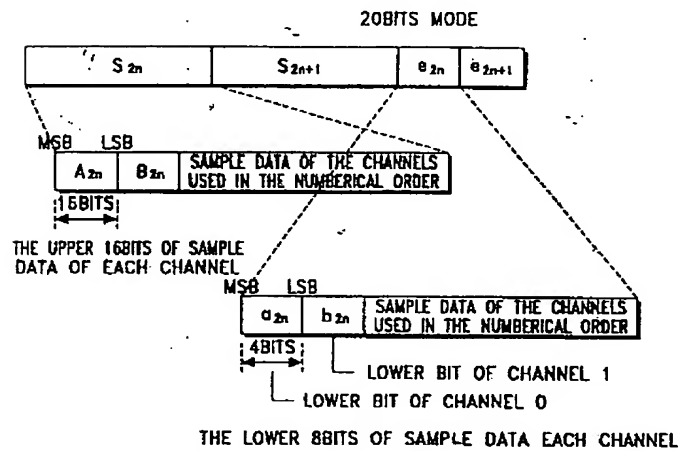 20BITS MODE
S2n S2n+1 e2n e2n+1
MSB LSB
A2n B2n SAMPLE DATA OF THE CHANNELS
USED IN THE NUMBERICAL ORDER
16BITS
THE UPPER 16BITS OF SAMPLE
DATA OF EACH CHANNEL
MSB LSB
a2n b2n SAMPLE DATA OF THE CHANNELS
USED IN THE NUMBERICAL ORDER
4BITS
LOWER BIT OF CHANNEL 1
LOWER BIT OF CHANNEL 0
THE LOWER 8BITS OF SAMPLE DATA EACH CHANNEL